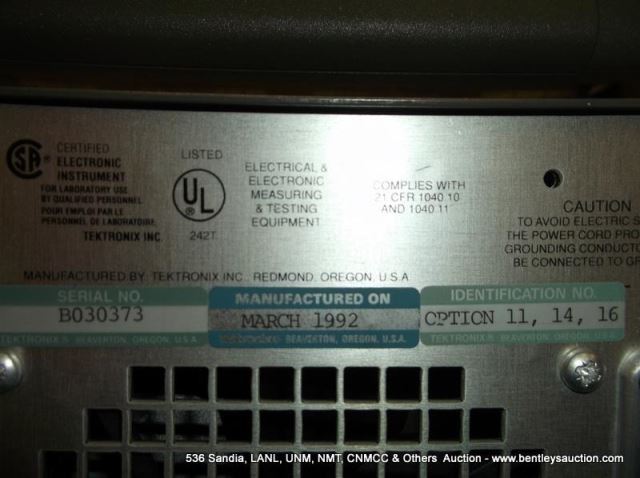 CSA ®
CERTIFIED
ELECTRONIC
INSTRUMENT
FOR LABORATORY USE
BY QUALIFIED PERSONNEL
POUR EMPLOI PAR LE
PERSONNEL DE LABORATOIRE.
TEKTRONIX INC.
LISTED
UL ®
242T
ELECTRICAL &
ELECTRONIC
MEASURING
& TESTING
EQUIPMENT
COMPLIES WITH
21 CFR 1040.10
AND 1040.11
CAUTION
TO AVOID ELECTRIC S
THE POWER CORD PRO
GROUNDING CONDUCT
BE CONNECTED TO GR
MANUFACTURED BY: TEKTRONIX INC., REDMOND, OREGON, U.S.A
SERIAL NO.
B030373
TEKTRONIX® BEAVERTON, OREGON, U.S.A
MANUFACTURED ON
MARCH 1992
BEAVERTON, OREGON, U.S.A.
IDENTIFICATION NO.
OPTION 11, 14, 16
TEKTRONIX® BEAVERTON, OREGON, U.S.A.
536 Sandia, LANL, UNM, NMT, CNMCC & Others Auction - www.bentleysauction.com